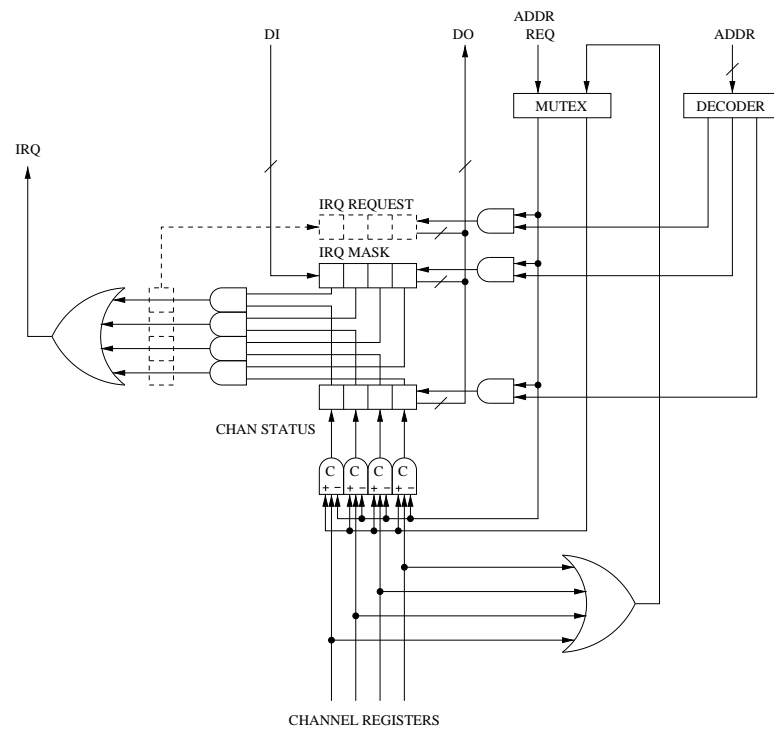 ADDR
DI
DO
REQ
ADDR
MUTEX
DECODER
IRQ
IRQ REQUEST
IRQ MASK
CHAN STATUS
C C C C
+ − + − + − + −
CHANNEL REGISTERS